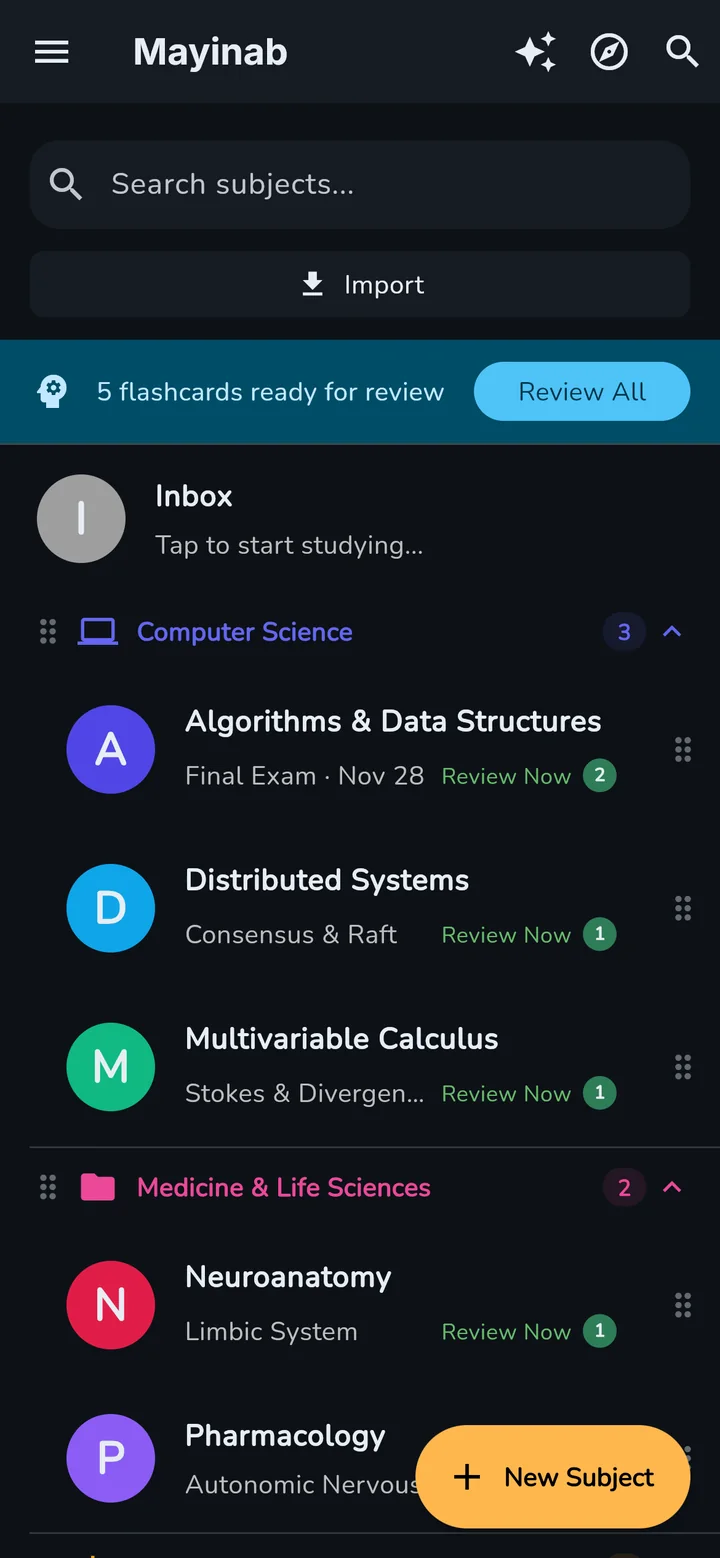 Mayinab
Search subjects...
Import
5 flashcards ready for review
Review All
I
Inbox
Tap to start studying...
Computer Science
3
A
Algorithms & Data Structures
Final Exam · Nov 28
Review Now
2
D
Distributed Systems
Consensus & Raft
Review Now
1
M
Multivariable Calculus
Stokes & Divergen...
Review Now
1
Medicine & Life Sciences
2
N
Neuroanatomy
Limbic System
Review Now
1
P
Pharmacology
Autonomic Nervous
+ New Subject